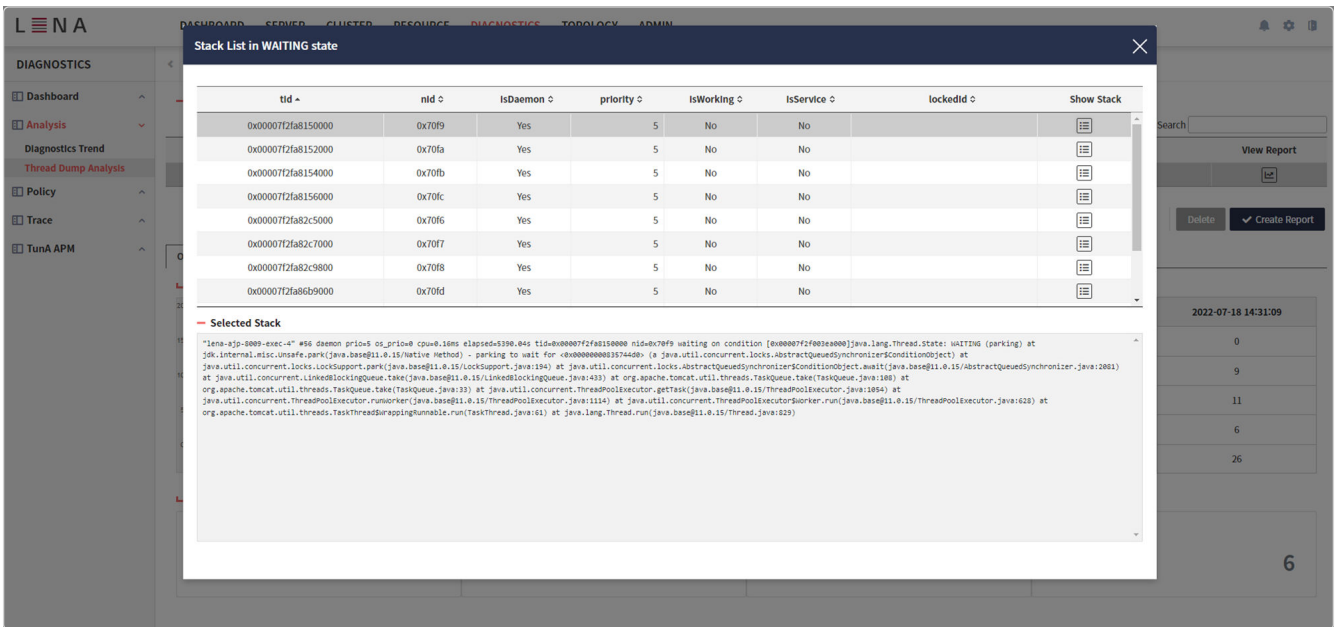 LENA
DASHBOARD SERVER CLUSTER RESOURCE DIAGNOSTICS TOPOLOGY ADMIN
Stack List in WAITING state
DIAGNOSTICS
Dashboard
Analysis
Diagnostics Trend
Thread Dump Analysis
Policy
Trace
TunA APM
tid nid isDaemon priority isWorking isService lockedId Show Stack
0x00007f2fa8150000 0x70f9 Yes 5 No No
0x00007f2fa8152000 0x70fa Yes 5 No No
0x00007f2fa8154000 0x70fb Yes 5 No No
0x00007f2fa8156000 0x70fc Yes 5 No No
0x00007f2fa82c5000 0x70f6 Yes 5 No No
0x00007f2fa82c7000 0x70f7 Yes 5 No No
0x00007f2fa82c9800 0x70f8 Yes 5 No No
0x00007f2fa86b9000 0x70fd Yes 5 No No
Search
View Report
Delete Create Report
Selected Stack
"lena-ajp-8009-exec-4" #56 daemon prio=5 os_prio=0 cpu=0.16ms elapsed=5390.04s tid=0x00007f2fa8150000 nid=0x70f9 waiting on condition [0x00007f2f003ea000]java.lang.Thread.State: WAITING (parking) at
jdk.internal.misc.Unsafe.park(java.base@11.0.15/Native Method) - parking to wait for <0x00000000835744d0> (a java.util.concurrent.locks.AbstractQueuedSynchronizer$ConditionObject) at
java.util.concurrent.locks.LockSupport.park(java.base@11.0.15/LockSupport.java:194) at java.util.concurrent.locks.AbstractQueuedSynchronizer$ConditionObject.await(java.base@11.0.15/AbstractQueuedSynchronizer.java:2081)
at java.util.concurrent.LinkedBlockingQueue.take(java.base@11.0.15/LinkedBlockingQueue.java:433) at org.apache.tomcat.util.threads.TaskQueue.take(TaskQueue.java:108) at
org.apache.tomcat.util.threads.TaskQueue.take(TaskQueue.java:33) at java.util.concurrent.ThreadPoolExecutor.getTask(java.base@11.0.15/ThreadPoolExecutor.java:1054) at
java.util.concurrent.ThreadPoolExecutor.runWorker(java.base@11.0.15/ThreadPoolExecutor.java:1114) at java.util.concurrent.ThreadPoolExecutor$Worker.run(java.base@11.0.15/ThreadPoolExecutor.java:628) at
org.apache.tomcat.util.threads.TaskThread$WrappingRunnable.run(TaskThread.java:61) at java.lang.Thread.run(java.base@11.0.15/Thread.java:829)
2022-07-18 14:31:09
0
9
11
6
26
6